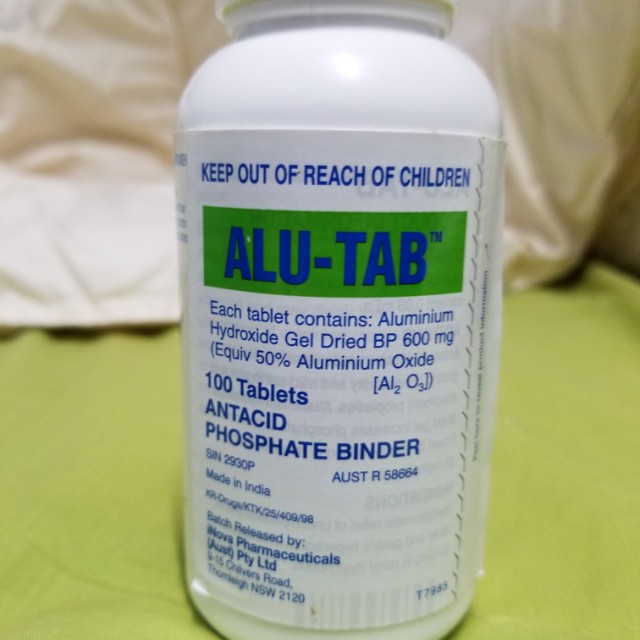 KEEP OUT OF REACH OF CHILDREN
ALU-TAB™
Each tablet contains: Aluminium
Hydroxide Gel Dried BP 600 mg
(Equiv 50% Aluminium Oxide
[Al₂ O₃])
100 Tablets
ANTACID
PHOSPHATE BINDER
SIN 2930P
AUST R 58664
Made in India
KR-Drugs/KTK/25/409/98
Batch Released by:
iNova Pharmaceuticals
(Aust) Pty Ltd
9-15 Chilvers Road,
Thornleigh NSW 2120
T7985